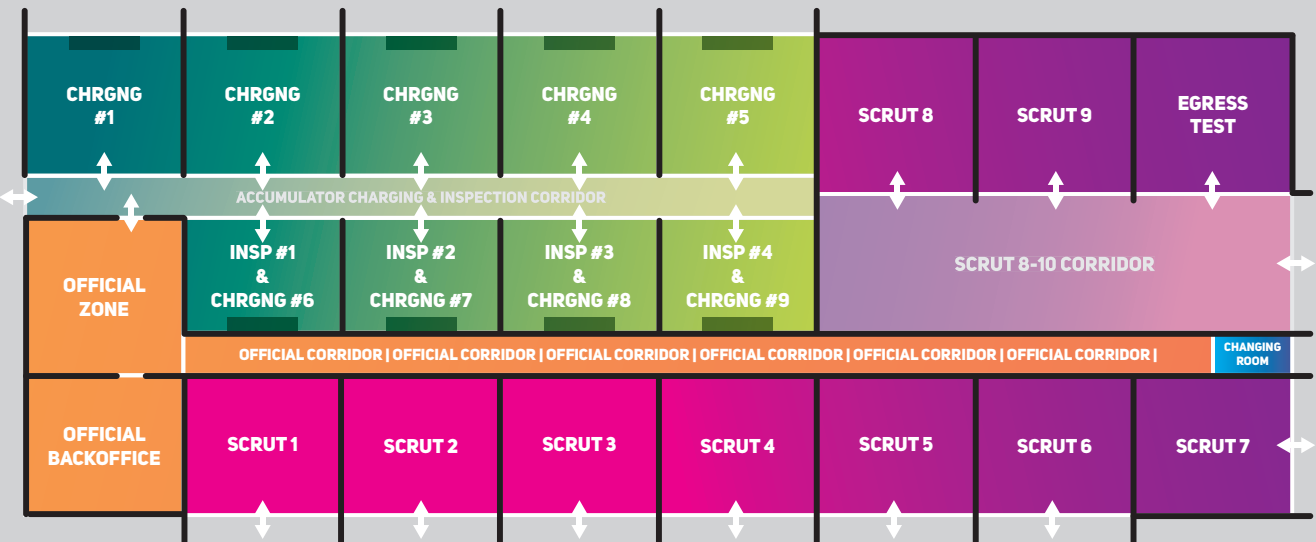 CHRGNG
#1
CHRGNG
#2
CHRGNG
#3
CHRGNG
#4
CHRGNG
#5
SCRUT 8
SCRUT 9
EGRESS
TEST
ACCUMULATOR CHARGING & INSPECTION CORRIDOR
OFFICIAL
ZONE
INSP #1
&
CHRGNG #6
INSP #2
&
CHRGNG #7
INSP #3
&
CHRGNG #8
INSP #4
&
CHRGNG #9
SCRUT 8-10 CORRIDOR
OFFICIAL CORRIDOR | OFFICIAL CORRIDOR | OFFICIAL CORRIDOR | OFFICIAL CORRIDOR | OFFICIAL CORRIDOR | OFFICIAL CORRIDOR |
CHANGING
ROOM
OFFICIAL
BACKOFFICE
SCRUT 1
SCRUT 2
SCRUT 3
SCRUT 4
SCRUT 5
SCRUT 6
SCRUT 7